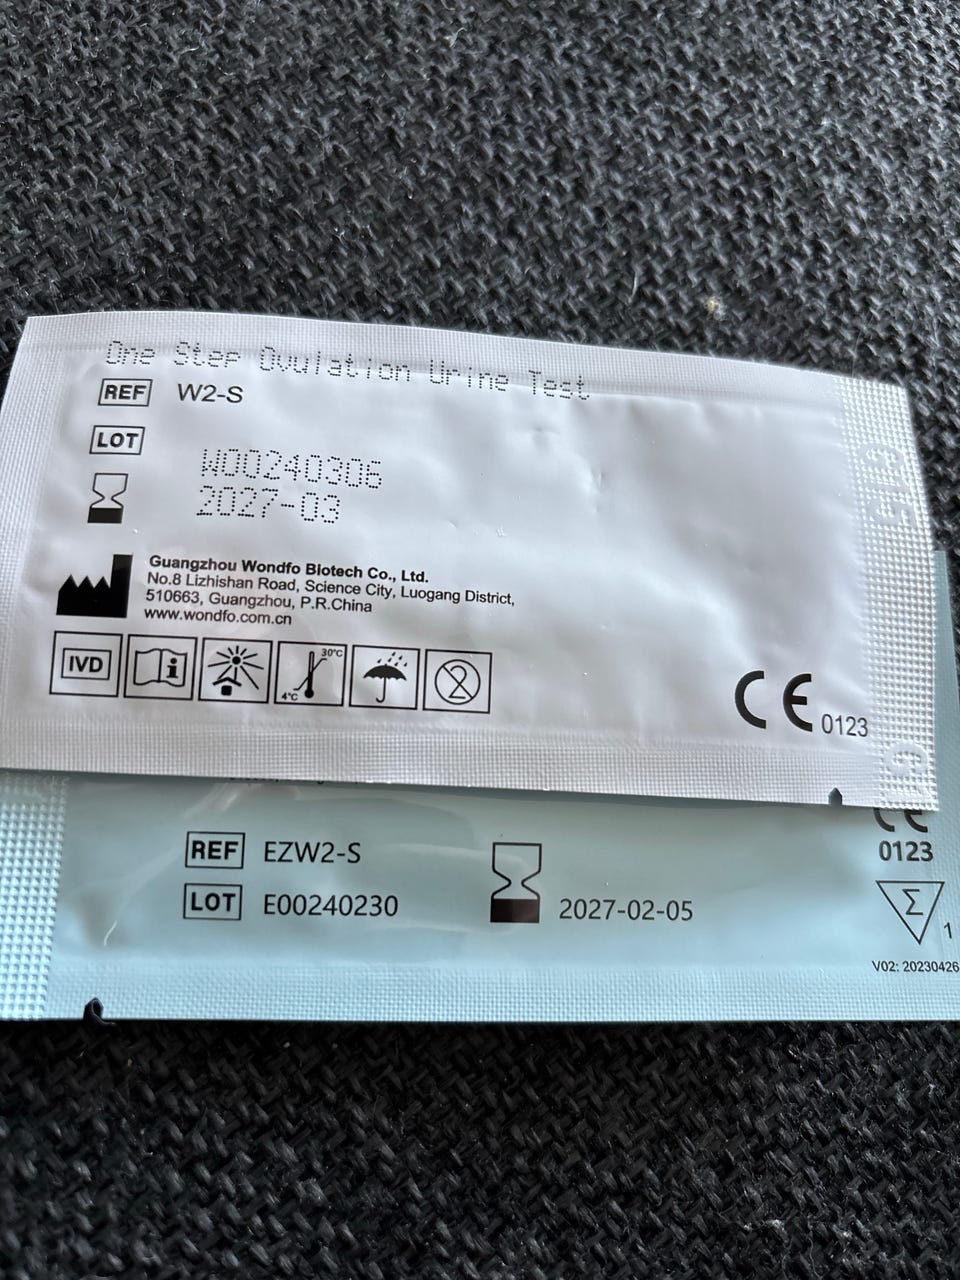 One Step Ovulation Urine Test
REF W2-S
LOT
W00240306
2027-03
Guangzhou Wondfo Biotech Co., Ltd.
No.8 Lizhishan Road, Science City, Luogang District,
510663, Guangzhou, P.R.China
www.wondfo.com.cn
IVD i 4°C 30°C 2
CE 0123
REF EZW2-S
LOT E00240230
2027-02-05
CE
0123
Σ 1
V02: 20230426